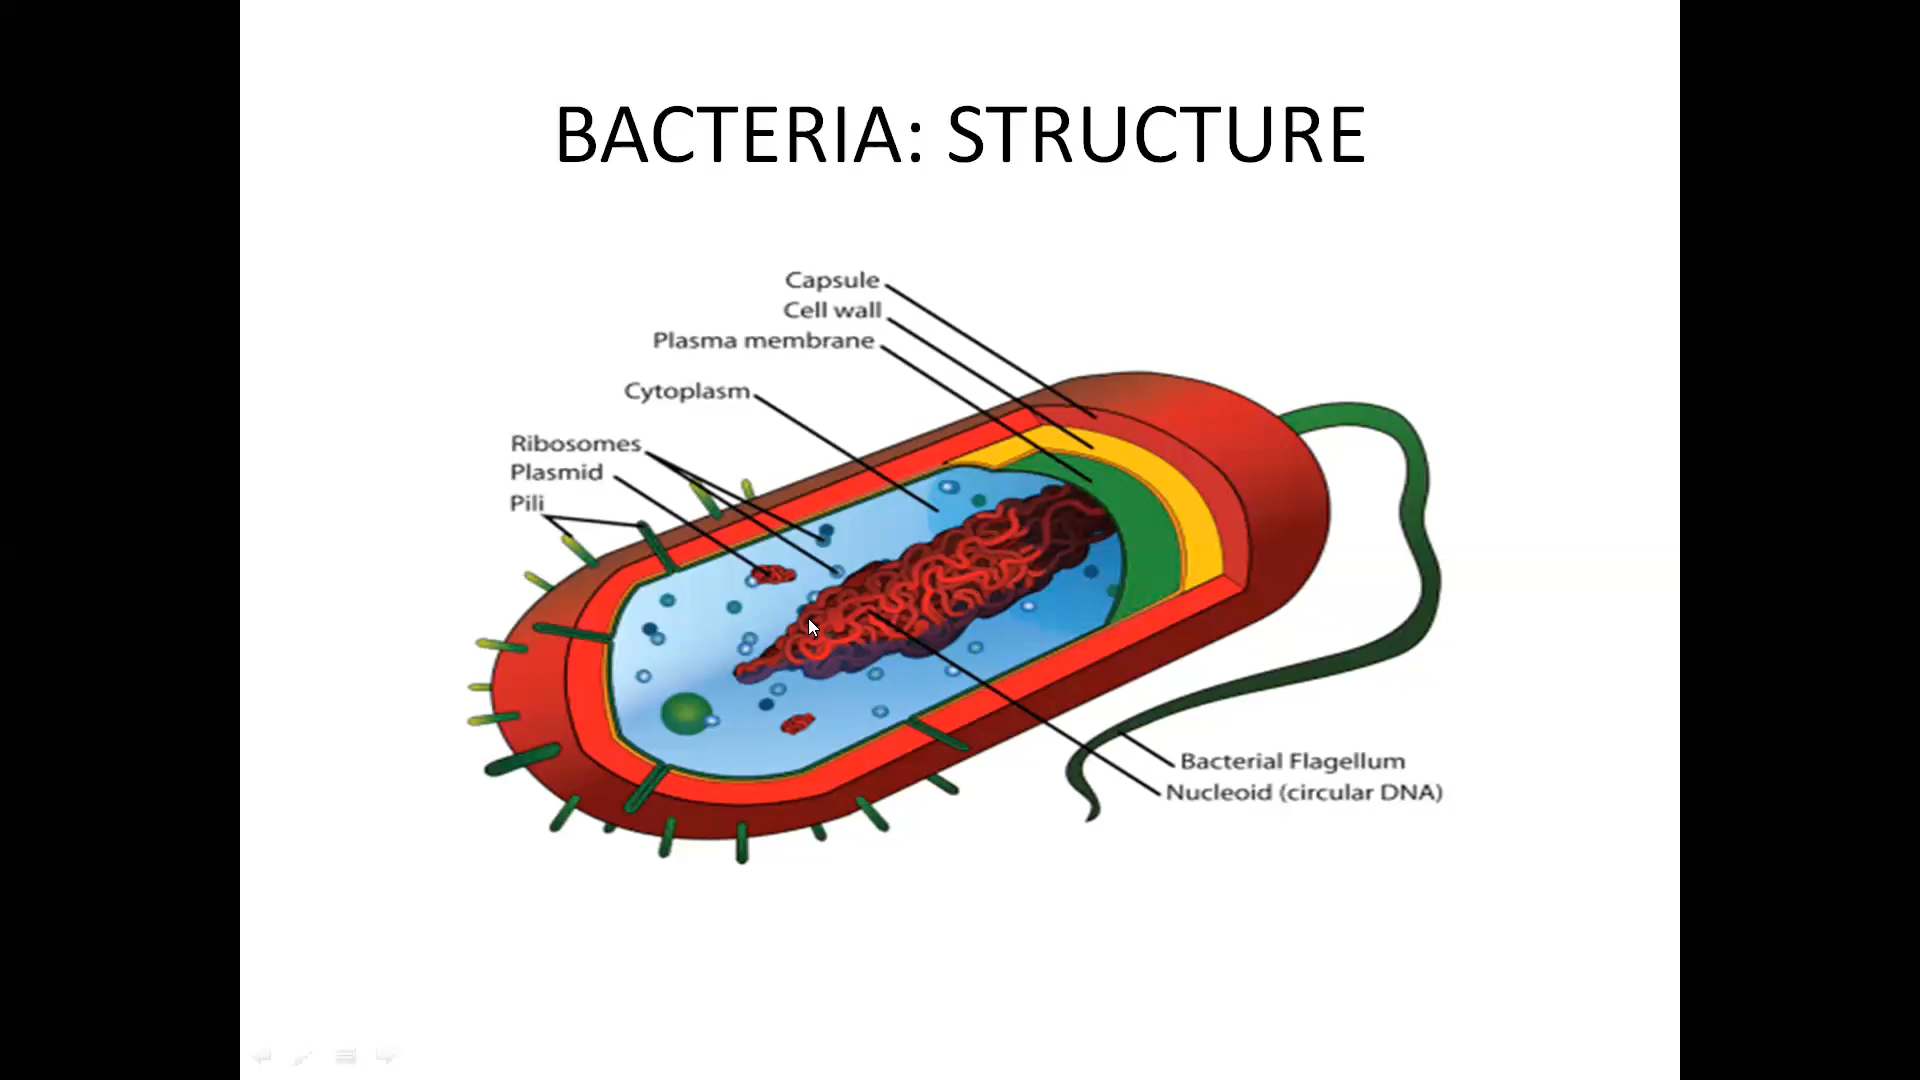 BACTERIA: STRUCTURE
Capsule
Cell wall
Plasma membrane
Cytoplasm
Ribosomes
Plasmid
Pili
Bacterial Flagellum
Nucleoid (circular DNA)